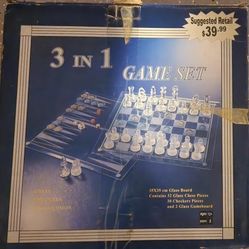 Suggested Retail
$39.99
3 IN 1
GAME SET
35X35 cm Glass Board
Contains 32 Glass Chess Pieces
30 Checkers Pieces
and 2 Glass Gameboard